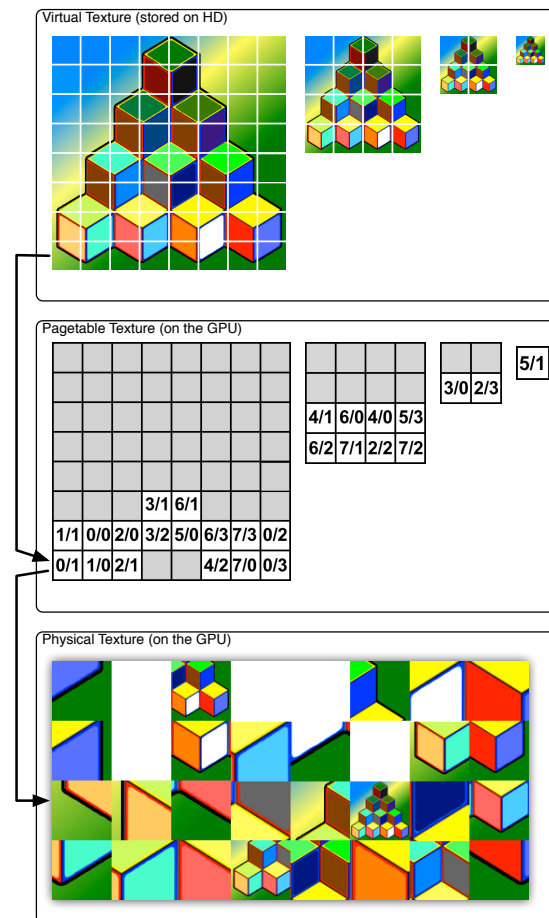 Virtual Texture (stored on HD)
Pagetable Texture (on the GPU)
5/1
3/0 2/3
4/1 6/0 4/0 5/3
6/2 7/1 2/2 7/2
3/1 6/1
1/1 0/0 2/0 3/2 5/0 6/3 7/3 0/2
0/1 1/0 2/1 4/2 7/0 0/3
Physical Texture (on the GPU)